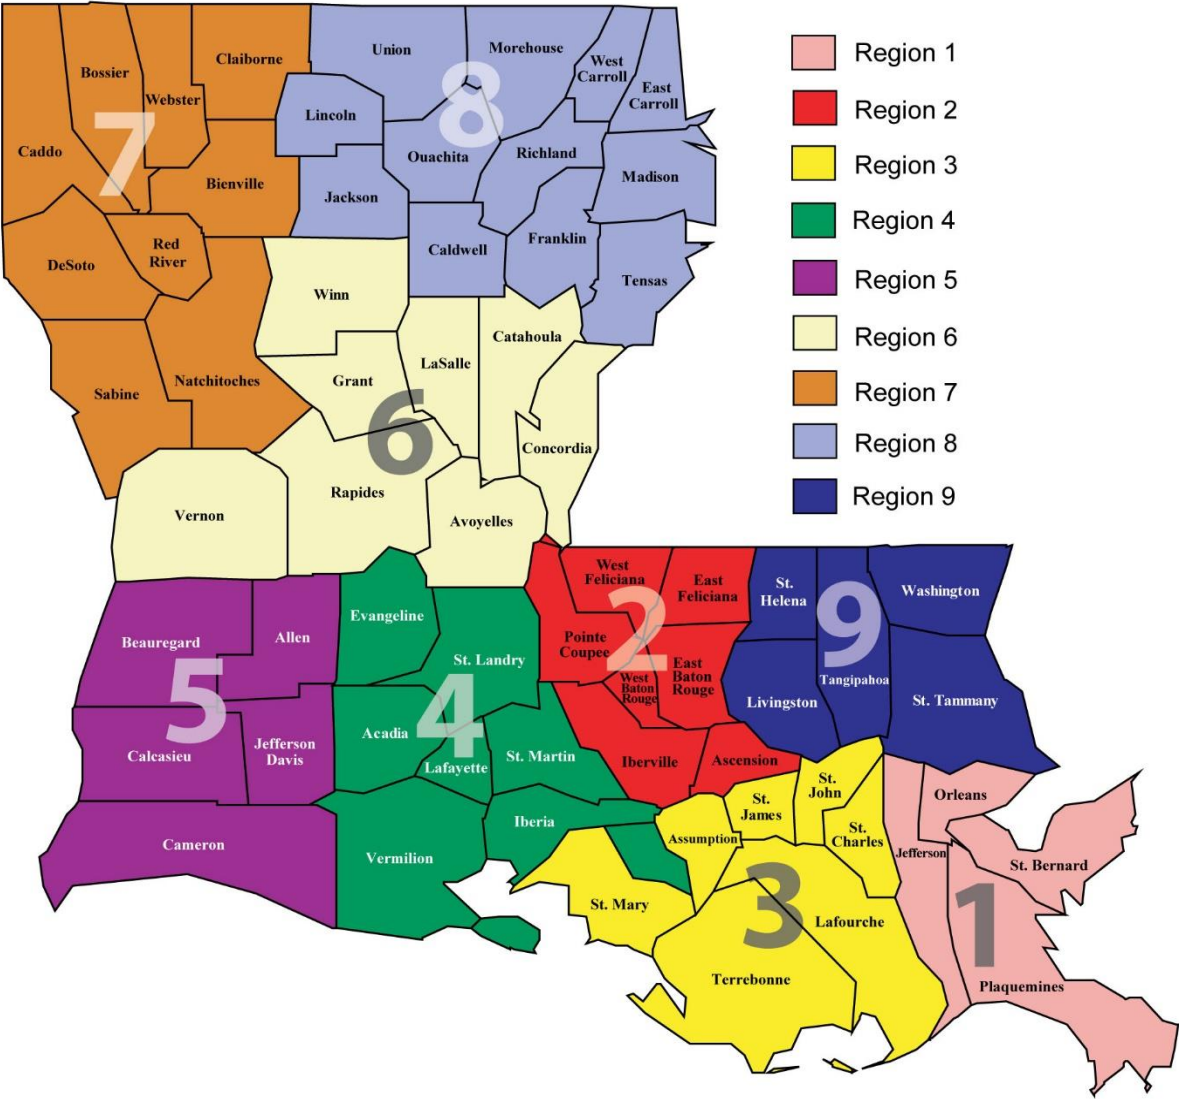 Region 1
Region 2
Region 3
Region 4
Region 5
Region 6
Region 7
Region 8
Region 9
Caddo
Bossier
Webster
Claiborne
Bienville
DeSoto
Red
River
Sabine
Natchitoches
7
Union
Morehouse
West
Carroll
East
Carroll
Lincoln
Ouachita
Richland
Madison
Jackson
Caldwell
Franklin
Tensas
8
Winn
Grant
LaSalle
Catahoula
Concordia
Rapides
Vernon
Avoyelles
6
Beauregard
Allen
Calcasieu
Jefferson
Davis
Cameron
5
Evangeline
St. Landry
Acadia
Lafayette
St. Martin
Iberia
Vermilion
4
West
Feliciana
East
Feliciana
Pointe
Coupee
West
Baton
Rouge
East
Baton
Rouge
Iberville
Ascension
2
St.
Helena
Washington
Tangipahoa
Livingston
St. Tammany
9
St.
John
St.
James
St.
Charles
Assumption
St. Mary
Lafourche
Terrebonne
3
Orleans
Jefferson
St. Bernard
Plaquemines
1